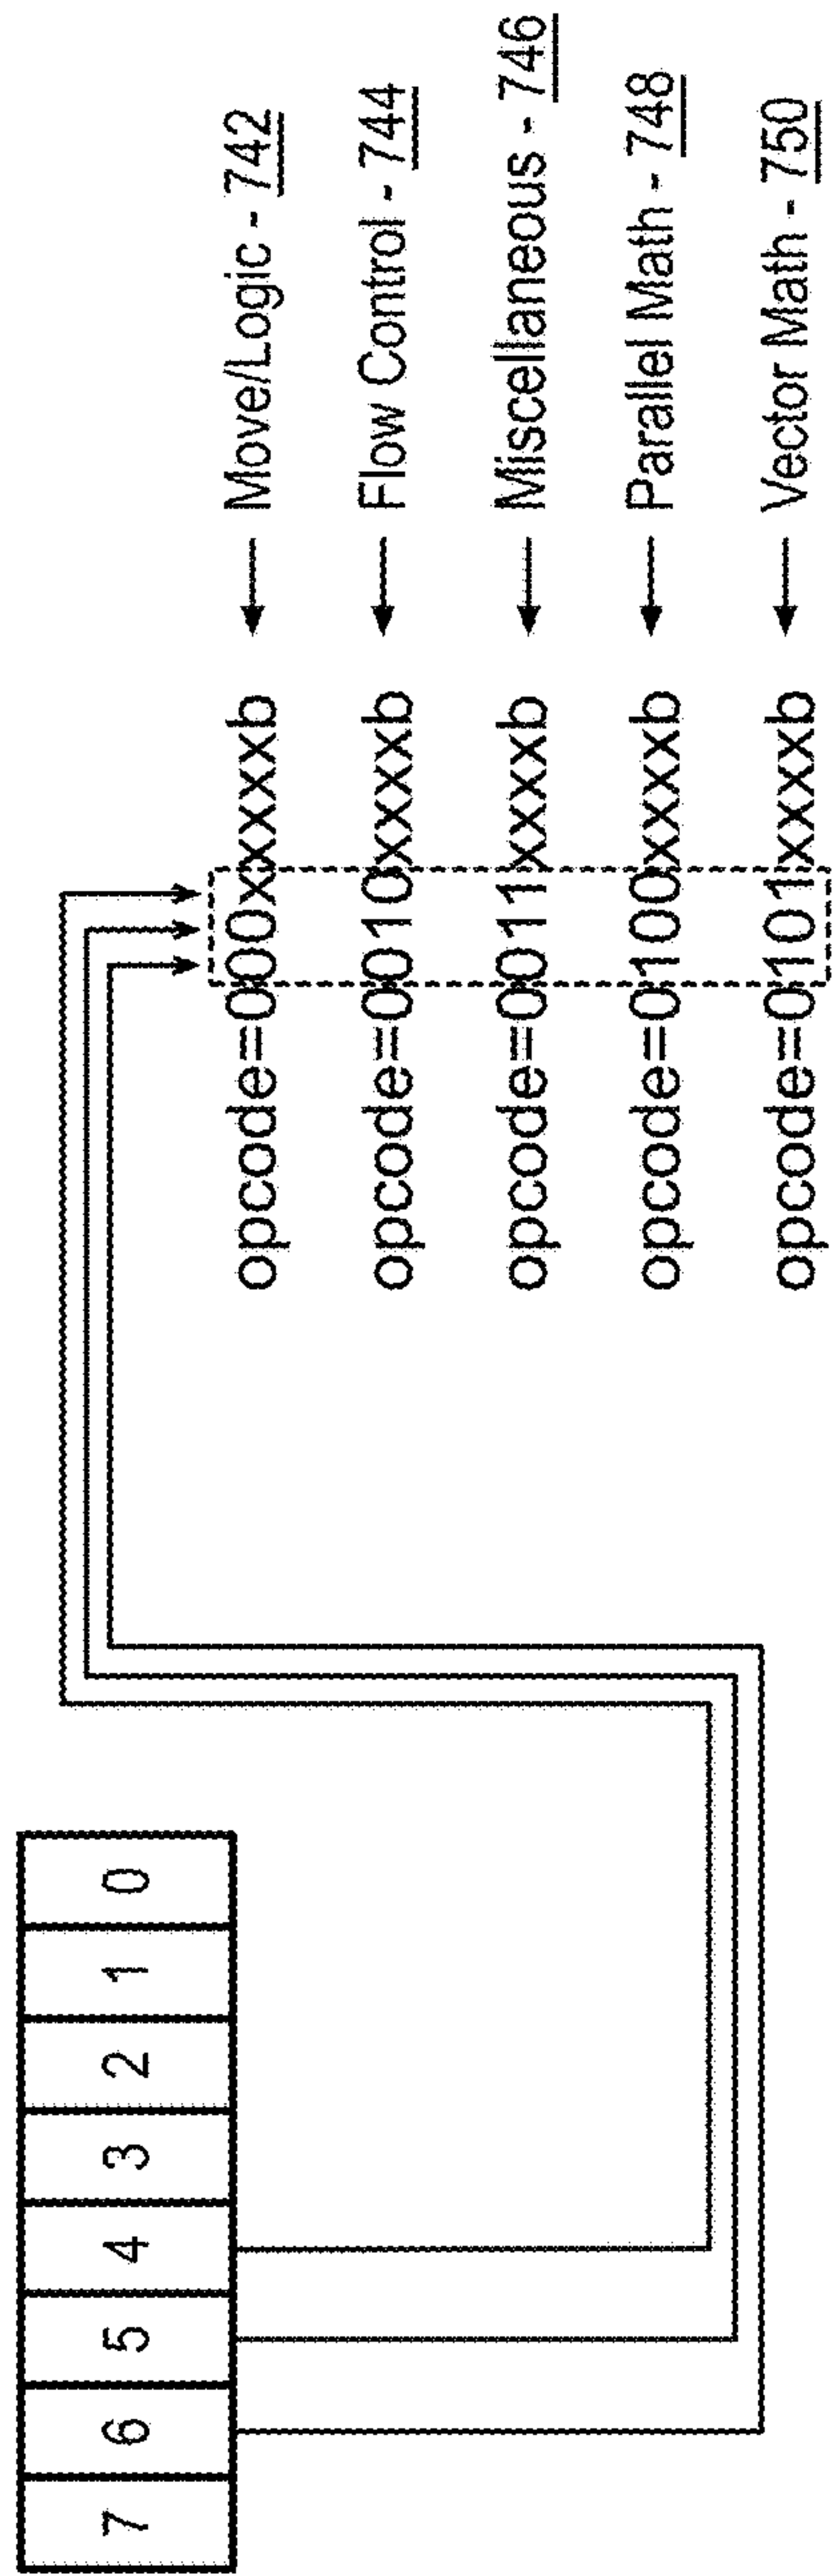 7 6 5 4 3 2 1 0
opcode=000xxxxxb Move/Logic - 742
opcode=0010xxxxb Flow Control - 744
opcode=0011xxxxb Miscellaneous - 746
opcode=0100xxxxb Parallel Math - 748
opcode=0101xxxxb Vector Math - 750